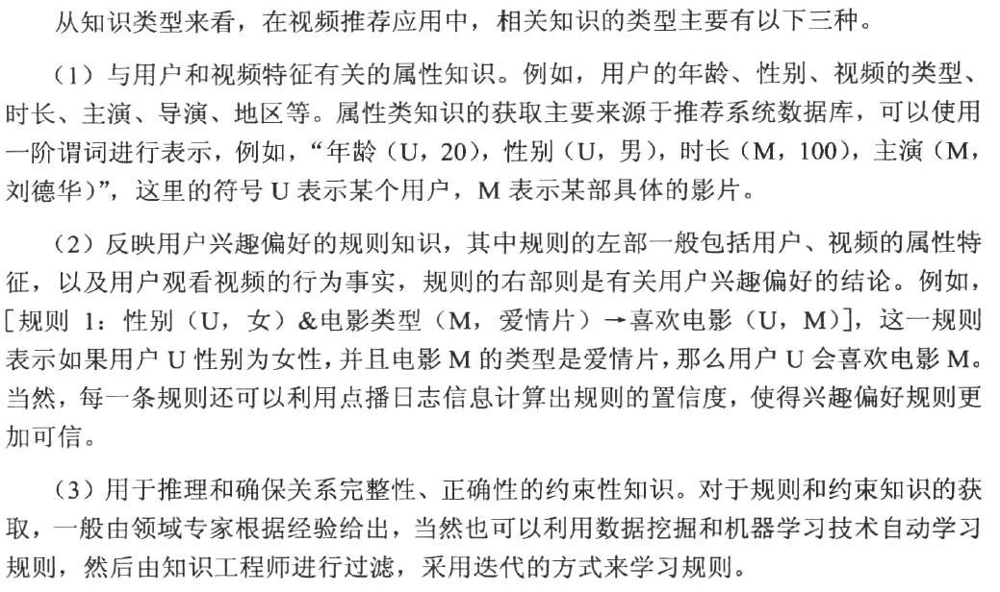 从知识类型来看，在视频推荐应用中，相关知识的类型主要有以下三种。
（1）与用户和视频特征有关的属性知识。例如，用户的年龄、性别、视频的类型、
时长、主演、导演、地区等。属性类知识的获取主要来源于推荐系统数据库，可以使用
一阶谓词进行表示，例如，“年龄（U，20），性别（U，男），时长（M，100），主演（M，
刘德华）”，这里的符号 U 表示某个用户，M 表示某部具体的影片。
（2）反映用户兴趣偏好的规则知识，其中规则的左部一般包括用户、视频的属性特
征，以及用户观看视频的行为事实，规则的右部则是有关用户兴趣偏好的结论。例如，
[规则 1：性别（U，女）&电影类型（M，爱情片）→喜欢电影（U，M）]，这一规则
表示如果用户 U 性别为女性，并且电影 M 的类型是爱情片，那么用户 U 会喜欢电影 M。
当然，每一条规则还可以利用点播日志信息计算出规则的置信度，使得兴趣偏好规则更
加可信。
（3）用于推理和确保关系完整性、正确性的约束性知识。对于规则和约束知识的获
取，一般由领域专家根据经验给出，当然也可以利用数据挖掘和机器学习技术自动学习
规则，然后由知识工程师进行过滤，采用迭代的方式来学习规则。